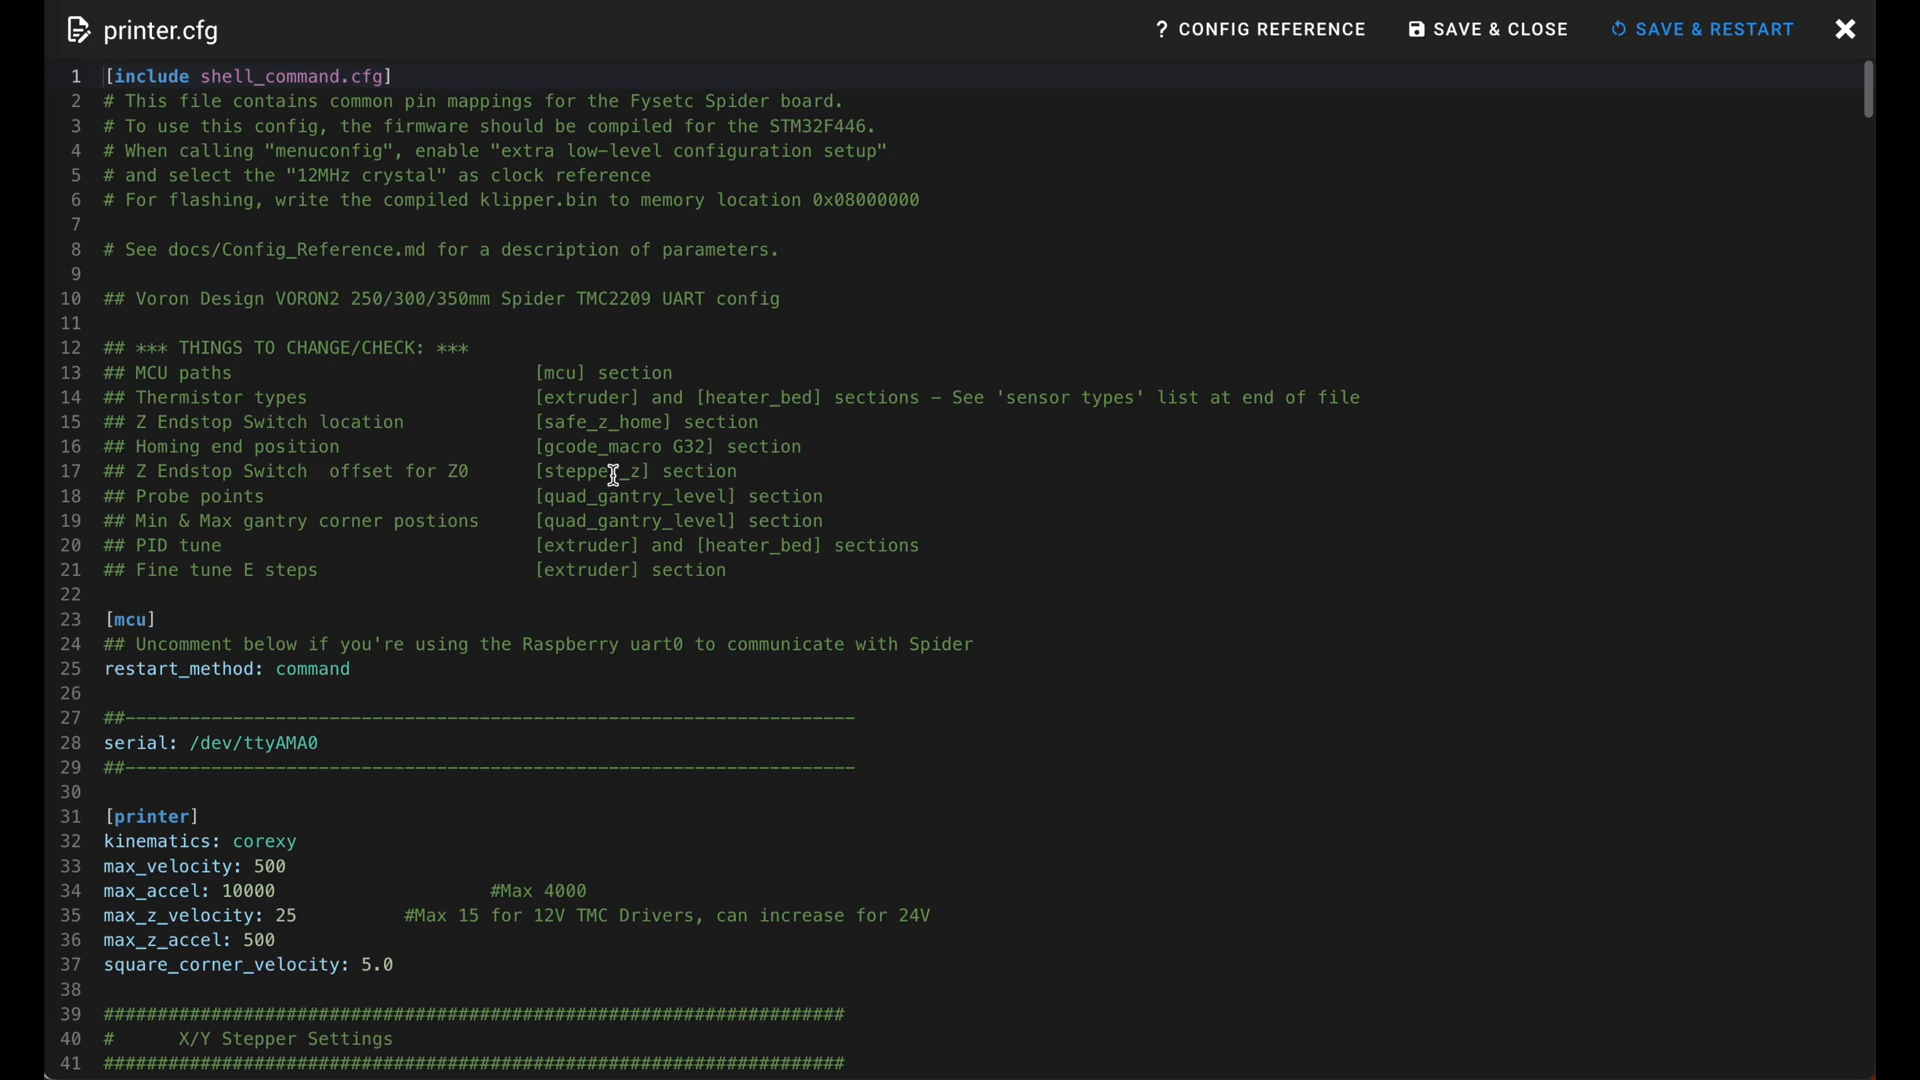 printer.cfg
? CONFIG REFERENCE
SAVE & CLOSE
SAVE & RESTART
1 [include shell_command.cfg]
2 # This file contains common pin mappings for the Fysetc Spider board.
3 # To use this config, the firmware should be compiled for the STM32F446.
4 # When calling "menuconfig", enable "extra low-level configuration setup"
5 # and select the "12MHz crystal" as clock reference
6 # For flashing, write the compiled klipper.bin to memory location 0x08000000
7
8 # See docs/Config_Reference.md for a description of parameters.
9
10 ## Voron Design VORON2 250/300/350mm Spider TMC2209 UART config
11
12 ## *** THINGS TO CHANGE/CHECK: ***
13 ## MCU paths [mcu] section
14 ## Thermistor types [extruder] and [heater_bed] sections - See 'sensor types' list at end of file
15 ## Z Endstop Switch location [safe_z_home] section
16 ## Homing end position [gcode_macro G32] section
17 ## Z Endstop Switch  offset for Z0 [stepper_z] section
18 ## Probe points [quad_gantry_level] section
19 ## Min & Max gantry corner postions [quad_gantry_level] section
20 ## PID tune [extruder] and [heater_bed] sections
21 ## Fine tune E steps [extruder] section
22
23 [mcu]
24 ## Uncomment below if you're using the Raspberry uart0 to communicate with Spider
25 restart_method: command
26
27 ##--------------------------------------------------------------------
28 serial: /dev/ttyAMA0
29 ##--------------------------------------------------------------------
30
31 [printer]
32 kinematics: corexy
33 max_velocity: 500
34 max_accel: 10000 #Max 4000
35 max_z_velocity: 25 #Max 15 for 12V TMC Drivers, can increase for 24V
36 max_z_accel: 500
37 square_corner_velocity: 5.0
38
39 #####################################################################
40 # X/Y Stepper Settings
41 #####################################################################